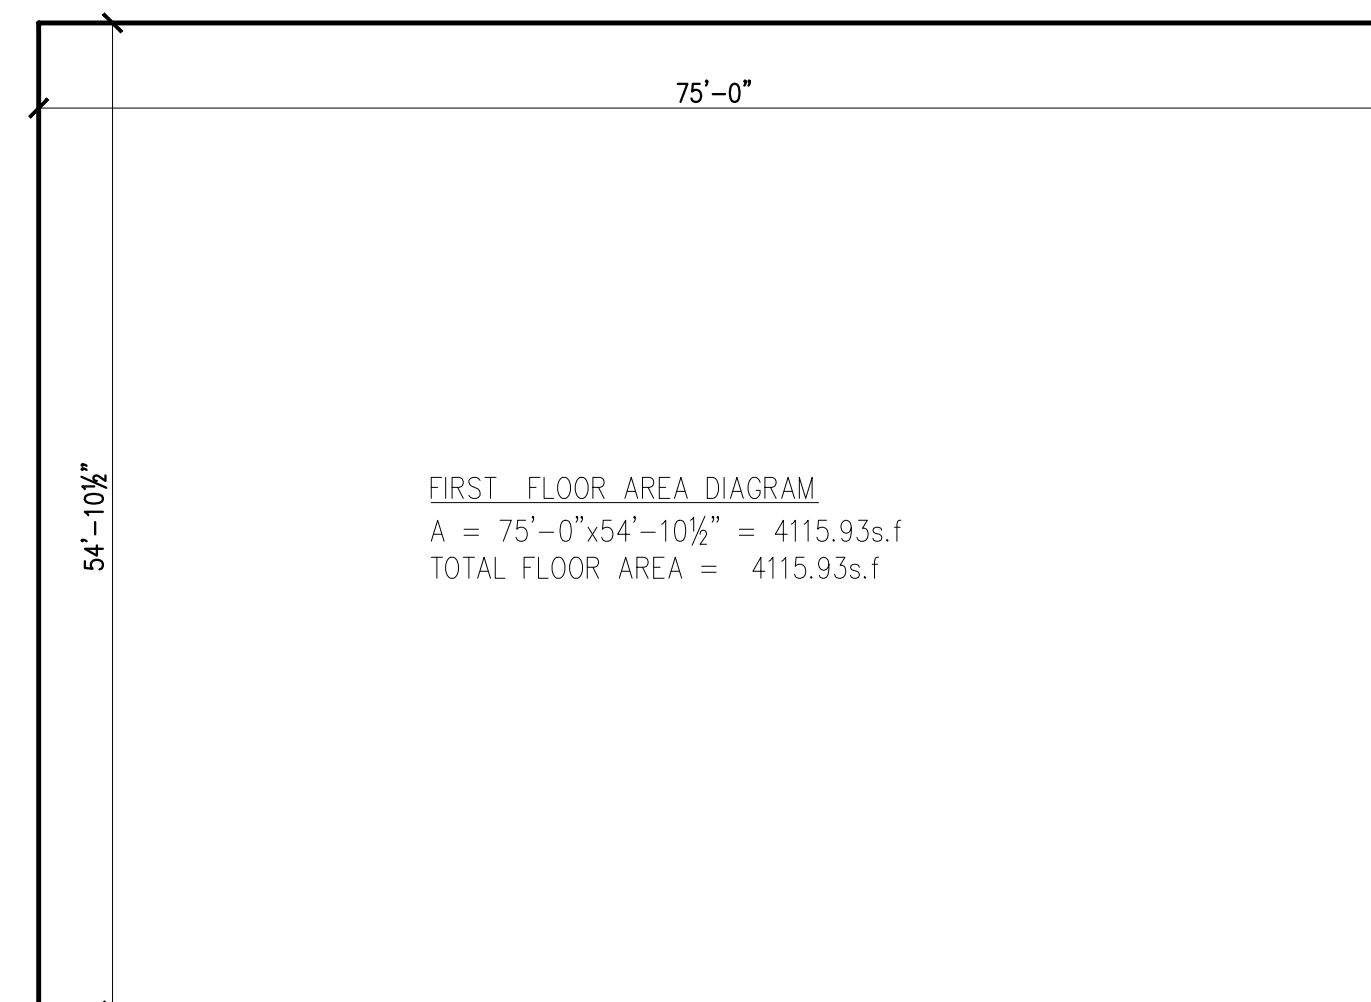 75'-0"
54'-10½"
FIRST FLOOR AREA DIAGRAM
A = 75'-0"x54'-10½" = 4115.93s.f
TOTAL FLOOR AREA = 4115.93s.f